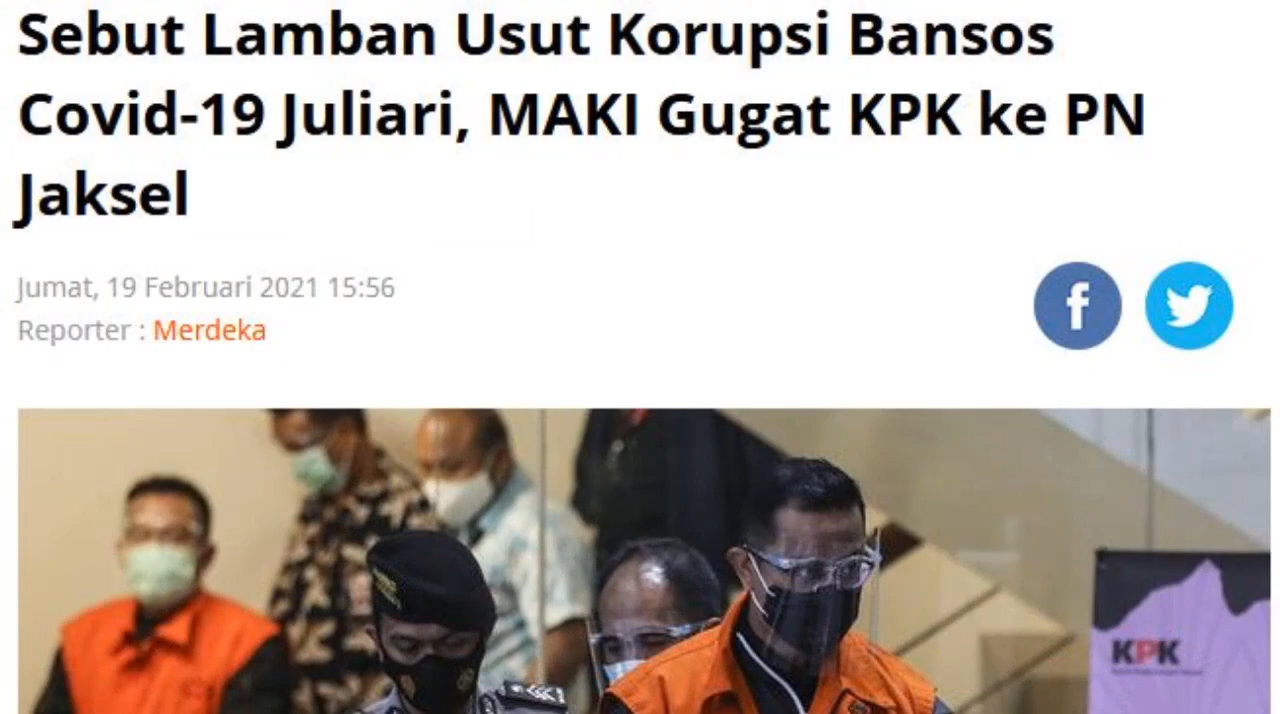 Sebut Lamban Usut Korupsi Bansos
Covid-19 Juliari, MAKI Gugat KPK ke PN
Jaksel
Jumat, 19 Februari 2021 15:56
Reporter : Merdeka
KPK